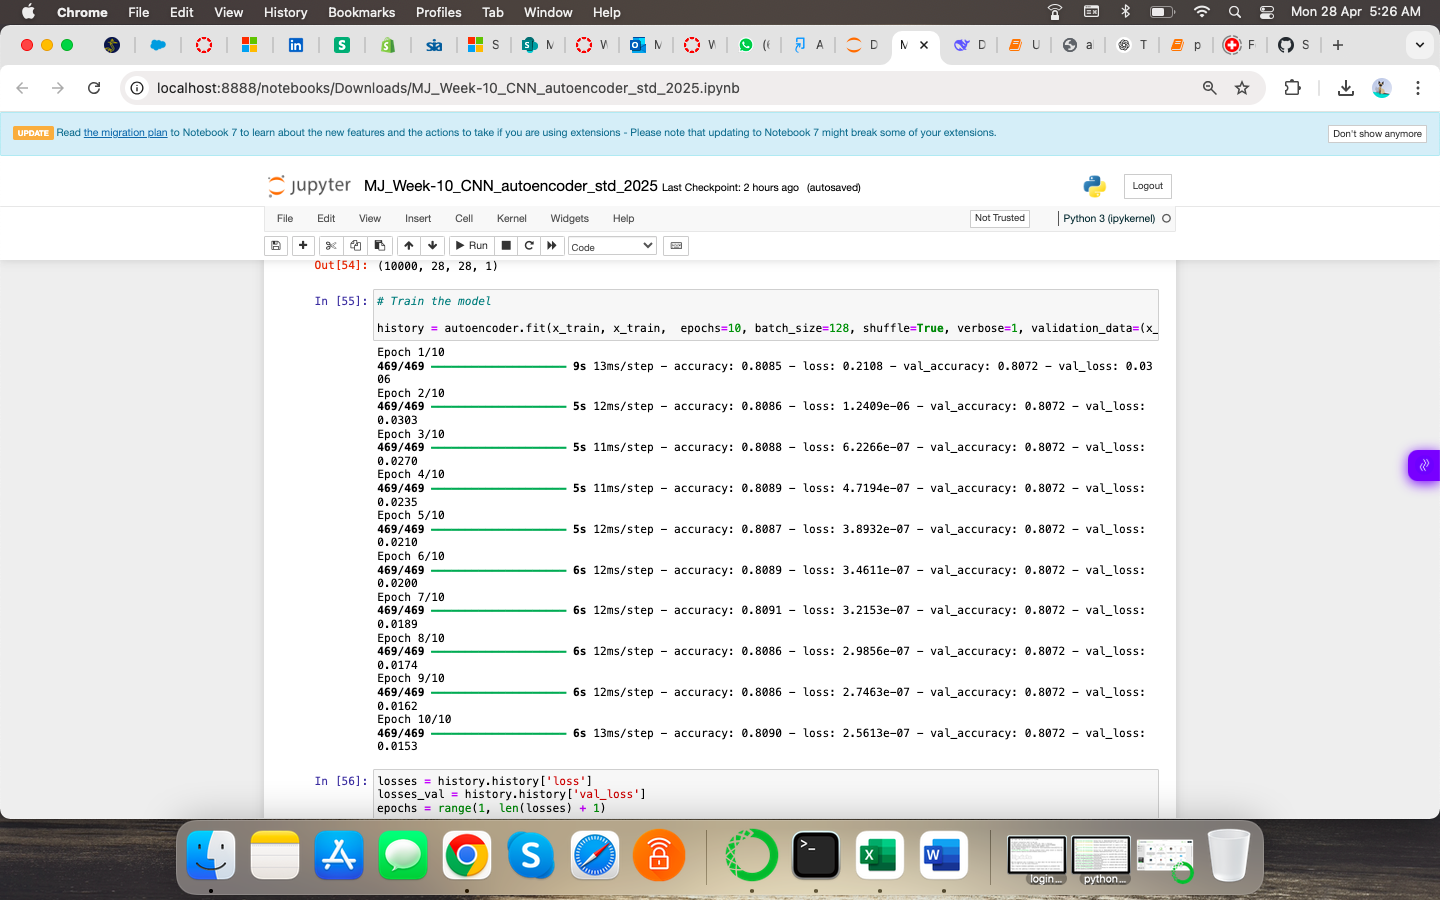 Chrome File Edit View History Bookmarks Profiles Tab Window Help Mon 28 Apr 5:26 AM
sia S M W M W (6 A D M D U a T p F S
localhost:8888/notebooks/Downloads/MJ_Week-10_CNN_autoencoder_std_2025.ipynb
UPDATE Read the migration plan to Notebook 7 to learn about the new features and the actions to take if you are using extensions - Please note that updating to Notebook 7 might break some of your extensions. Don't show anymore
jupyter MJ_Week-10_CNN_autoencoder_std_2025 Last Checkpoint: 2 hours ago (autosaved) Logout
File Edit View Insert Cell Kernel Widgets Help Not Trusted Python 3 (ipykernel)
Run Code
Out[54]: (10000, 28, 28, 1)
In [55]: # Train the model
history = autoencoder.fit(x_train, x_train,  epochs=10, batch_size=128, shuffle=True, verbose=1, validation_data=(x_
Epoch 1/10
469/469 ━━━━━━━━━━━━━━━━━━━━ 9s 13ms/step - accuracy: 0.8085 - loss: 0.2108 - val_accuracy: 0.8072 - val_loss: 0.03
06
Epoch 2/10
469/469 ━━━━━━━━━━━━━━━━━━━━ 5s 12ms/step - accuracy: 0.8086 - loss: 1.2409e-06 - val_accuracy: 0.8072 - val_loss:
0.0303
Epoch 3/10
469/469 ━━━━━━━━━━━━━━━━━━━━ 5s 11ms/step - accuracy: 0.8088 - loss: 6.2266e-07 - val_accuracy: 0.8072 - val_loss:
0.0270
Epoch 4/10
469/469 ━━━━━━━━━━━━━━━━━━━━ 5s 11ms/step - accuracy: 0.8089 - loss: 4.7194e-07 - val_accuracy: 0.8072 - val_loss:
0.0235
Epoch 5/10
469/469 ━━━━━━━━━━━━━━━━━━━━ 5s 12ms/step - accuracy: 0.8087 - loss: 3.8932e-07 - val_accuracy: 0.8072 - val_loss:
0.0210
Epoch 6/10
469/469 ━━━━━━━━━━━━━━━━━━━━ 6s 12ms/step - accuracy: 0.8089 - loss: 3.4611e-07 - val_accuracy: 0.8072 - val_loss:
0.0200
Epoch 7/10
469/469 ━━━━━━━━━━━━━━━━━━━━ 6s 12ms/step - accuracy: 0.8091 - loss: 3.2153e-07 - val_accuracy: 0.8072 - val_loss:
0.0189
Epoch 8/10
469/469 ━━━━━━━━━━━━━━━━━━━━ 6s 12ms/step - accuracy: 0.8086 - loss: 2.9856e-07 - val_accuracy: 0.8072 - val_loss:
0.0174
Epoch 9/10
469/469 ━━━━━━━━━━━━━━━━━━━━ 6s 12ms/step - accuracy: 0.8086 - loss: 2.7463e-07 - val_accuracy: 0.8072 - val_loss:
0.0162
Epoch 10/10
469/469 ━━━━━━━━━━━━━━━━━━━━ 6s 13ms/step - accuracy: 0.8090 - loss: 2.5613e-07 - val_accuracy: 0.8072 - val_loss:
0.0153
In [56]: losses = history.history['loss']
losses_val = history.history['val_loss']
epochs = range(1, len(losses) + 1)
login... python...